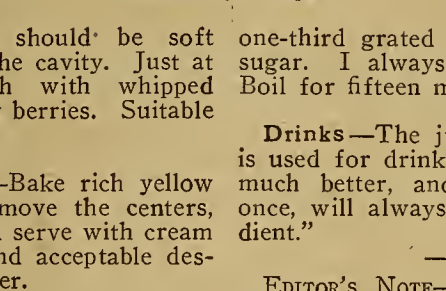 should be soft
he cavity. Just at
h with whipped
berries. Suitable
-Bake rich yellow
move the centers,
serve with cream
nd acceptable des-
er.
one-third grated
sugar. I always
Boil for fifteen m
Drinks—The j
is used for drink
much better, and
once, will always
dient."
EDITOR'S NOTE—